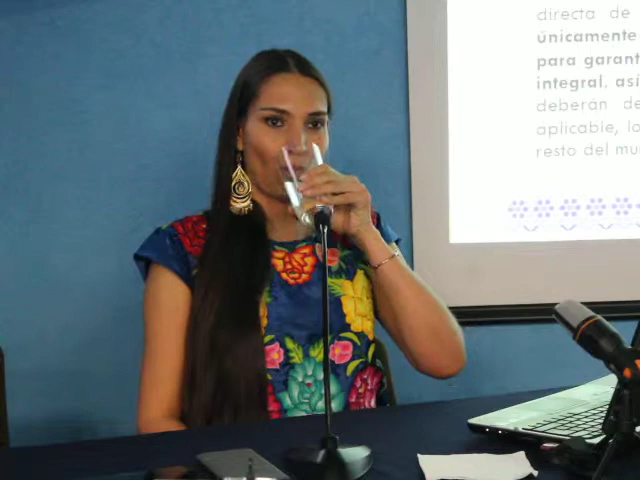 directa de
únicamente
para garant
integral, así
deberán de
aplicable, lo
resto del mu